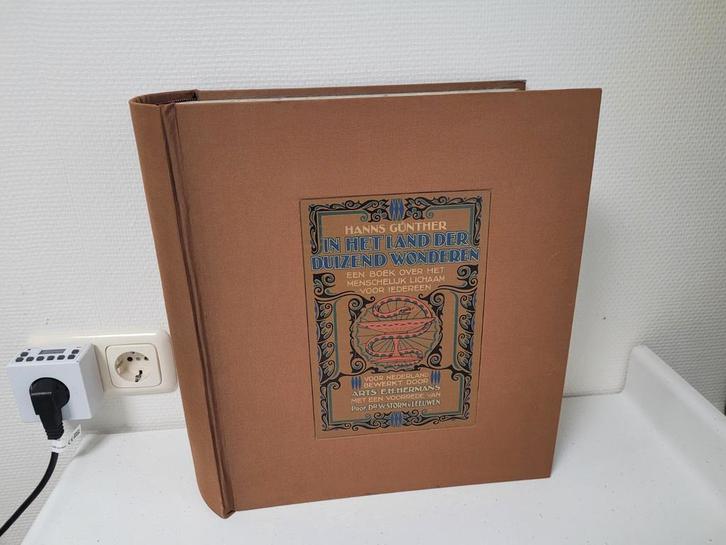 HANNS GÜNTHER
IN HET LAND DER
DUIZEND WONDEREN
EEN BOEK OVER HET
MENSCHELIJK LICHAAM
VOOR IEDEREEN
VOOR NEDERLAND
BEWERKT DOOR
ARTS F.H. HERMANS
MET EEN VOORREDE VAN
PROF. DR. W. STORM V. LEEUWEN